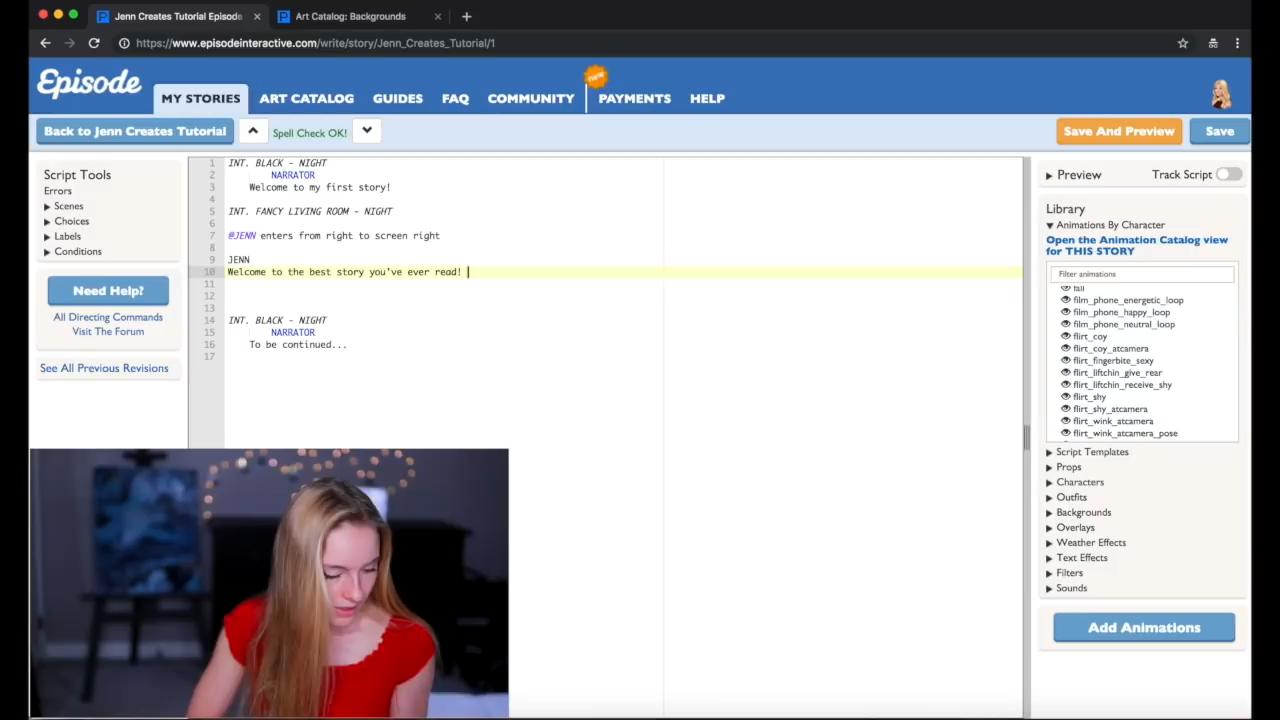 Jenn Creates Tutorial Episode
Art Catalog: Backgrounds
https://www.episodeinteractive.com/write/story/Jenn_Creates_Tutorial/1
Episode
MY STORIES
ART CATALOG
GUIDES
FAQ
COMMUNITY
new
PAYMENTS
HELP
Back to Jenn Creates Tutorial
Spell Check OK!
Save And Preview
Save
Script Tools
Errors
Scenes
Choices
Labels
Conditions
Need Help?
All Directing Commands
Visit The Forum
See All Previous Revisions
1 INT. BLACK - NIGHT
2 NARRATOR
3 Welcome to my first story!
4
5 INT. FANCY LIVING ROOM - NIGHT
6
7 @JENN enters from right to screen right
8
9 JENN
10 Welcome to the best story you've ever read!
11
12
13
14 INT. BLACK - NIGHT
15 NARRATOR
16 To be continued...
17
Preview
Track Script
Library
Animations By Character
Open the Animation Catalog view
for THIS STORY
Filter animations
fall
film_phone_energetic_loop
film_phone_happy_loop
film_phone_neutral_loop
flirt_coy
flirt_coy_atcamera
flirt_fingerbite_sexy
flirt_liftchin_give_rear
flirt_liftchin_receive_shy
flirt_shy
flirt_shy_atcamera
flirt_wink_atcamera
flirt_wink_atcamera_pose
Script Templates
Props
Characters
Outfits
Backgrounds
Overlays
Weather Effects
Text Effects
Filters
Sounds
Add Animations